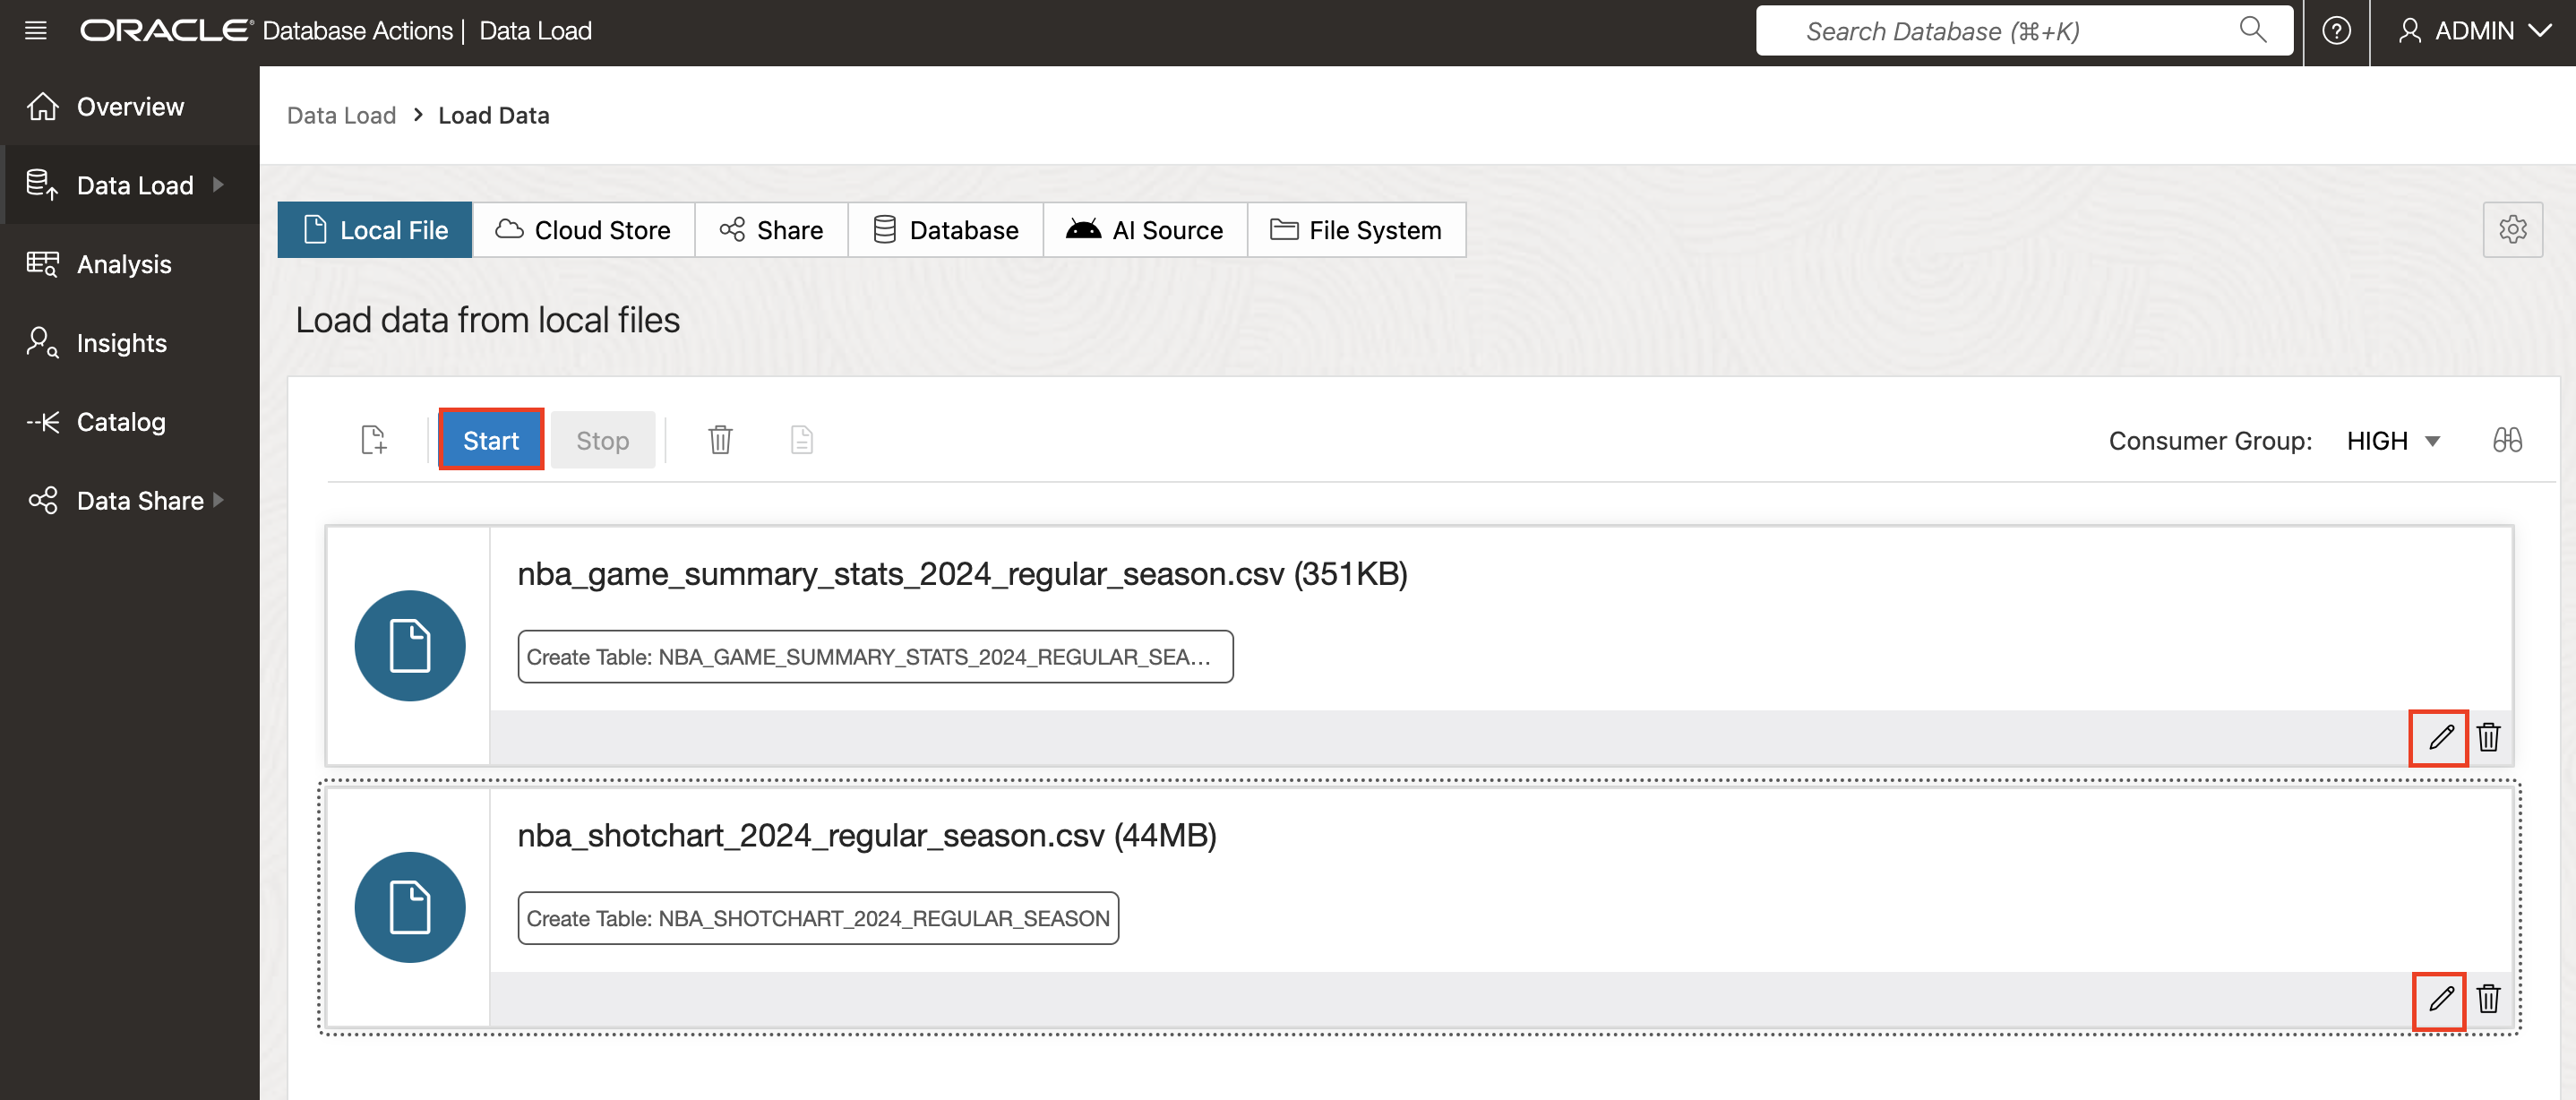 ORACLE® Database Actions | Data Load
Search Database (⌘+K)
ADMIN
Overview
Data Load
Analysis
Insights
Catalog
Data Share
Data Load > Load Data
Local File
Cloud Store
Share
Database
AI Source
File System
Load data from local files
Start
Stop
Consumer Group: HIGH
nba_game_summary_stats_2024_regular_season.csv (351KB)
Create Table: NBA_GAME_SUMMARY_STATS_2024_REGULAR_SEA...
nba_shotchart_2024_regular_season.csv (44MB)
Create Table: NBA_SHOTCHART_2024_REGULAR_SEASON